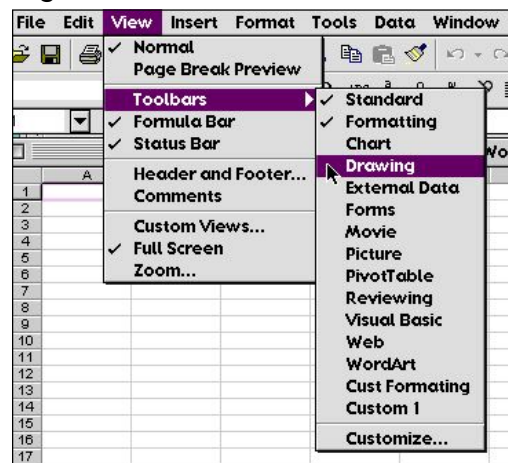 File Edit View Insert Format Tools Data Window
✓ Normal
Page Break Preview
Toolbars
✓ Formula Bar
✓ Status Bar
Header and Footer...
Comments
Custom Views...
✓ Full Screen
Zoom...
✓ Standard
✓ Formatting
Chart
Drawing
External Data
Forms
Movie
Picture
PivotTable
Reviewing
Visual Basic
Web
WordArt
Cust Formating
Custom 1
Customize...
Wo
A
1
2
3
4
5
6
7
8
9
10
11
12
13
14
15
16
17